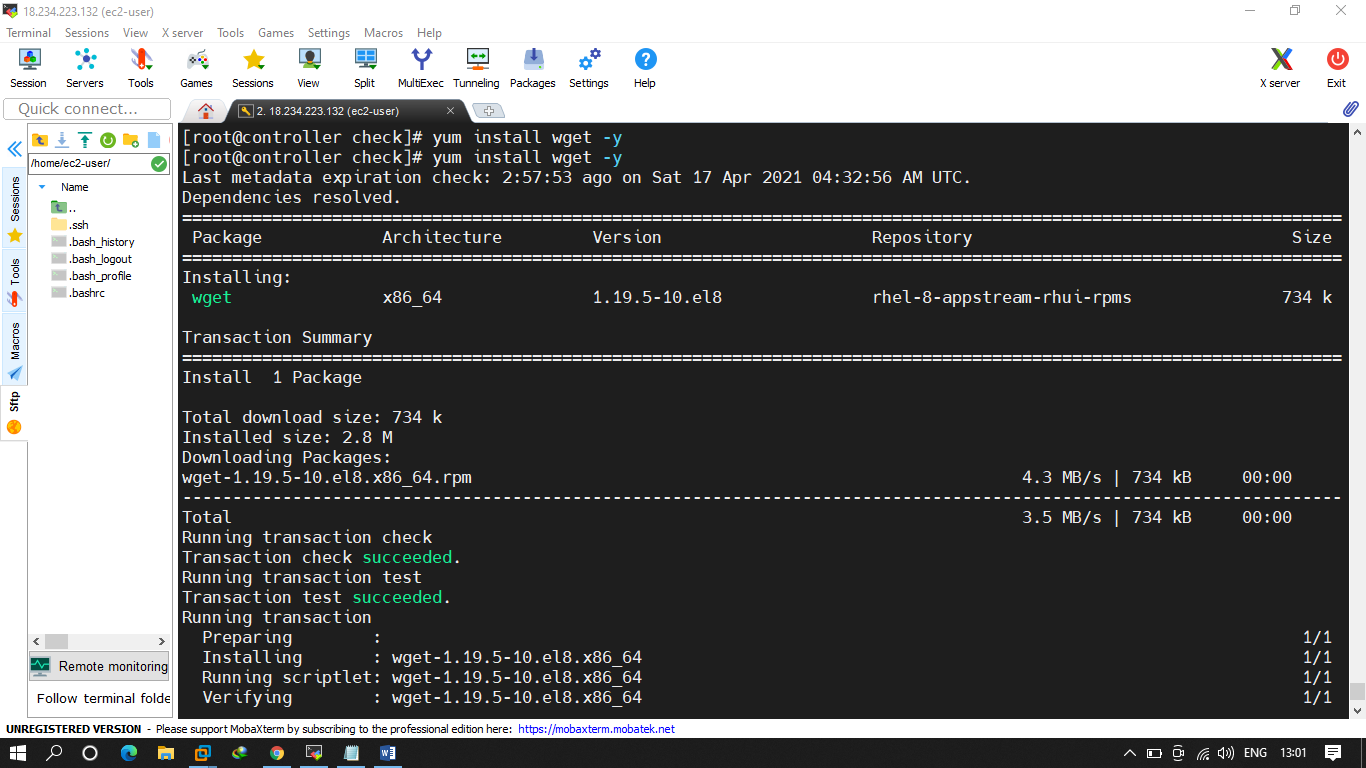 18.234.223.132 (ec2-user)
Terminal Sessions View X server Tools Games Settings Macros Help
Session Servers Tools Games Sessions View Split MultiExec Tunneling Packages Settings Help X server Exit
Quick connect...
2. 18.234.223.132 (ec2-user)
/home/ec2-user/
Name
..
.ssh
.bash_history
.bash_logout
.bash_profile
.bashrc
Sessions
Tools
Macros
Sftp
Remote monitoring
Follow terminal folde
[root@controller check]# yum install wget -y
[root@controller check]# yum install wget -y
Last metadata expiration check: 2:57:53 ago on Sat 17 Apr 2021 04:32:56 AM UTC.
Dependencies resolved.
================================================================================
Package Architecture Version Repository Size
================================================================================
Installing:
wget x86_64 1.19.5-10.el8 rhel-8-appstream-rhui-rpms 734 k
Transaction Summary
================================================================================
Install 1 Package
Total download size: 734 k
Installed size: 2.8 M
Downloading Packages:
wget-1.19.5-10.el8.x86_64.rpm 4.3 MB/s | 734 kB 00:00
--------------------------------------------------------------------------------
Total 3.5 MB/s | 734 kB 00:00
Running transaction check
Transaction check succeeded.
Running transaction test
Transaction test succeeded.
Running transaction
Preparing : 1/1
Installing : wget-1.19.5-10.el8.x86_64 1/1
Running scriptlet: wget-1.19.5-10.el8.x86_64 1/1
Verifying : wget-1.19.5-10.el8.x86_64 1/1
UNREGISTERED VERSION - Please support MobaXterm by subscribing to the professional edition here: https://mobaxterm.mobatek.net
ENG 13:01